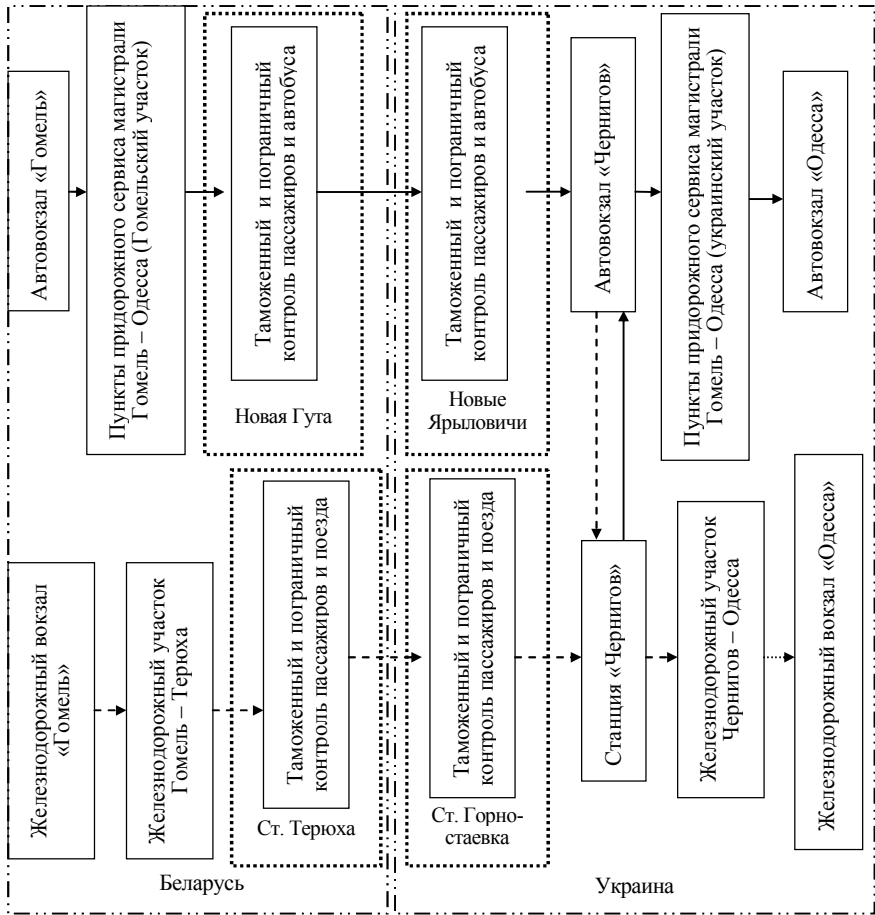 Автовокзал «Гомель»
Пункты придорожного сервиса магистрали
Гомель – Одесса (Гомельский участок)
Таможенный и пограничный
контроль пассажиров и автобуса
Новая Гута
Таможенный и пограничный
контроль пассажиров и автобуса
Новые
Ярыловичи
Автовокзал «Чернигов»
Пункты придорожного сервиса магистрали
Гомель – Одесса (украинский участок)
Автовокзал «Одесса»
Железнодорожный вокзал
«Гомель»
Железнодорожный участок
Гомель – Терюха
Таможенный и пограничный
контроль пассажиров и поезда
Ст. Терюха
Таможенный и пограничный
контроль пассажиров и поезда
Ст. Горно-
стаевка
Станция «Чернигов»
Железнодорожный участок
Чернигов – Одесса
Железнодорожный вокзал «Одесса»
Беларусь
Украина